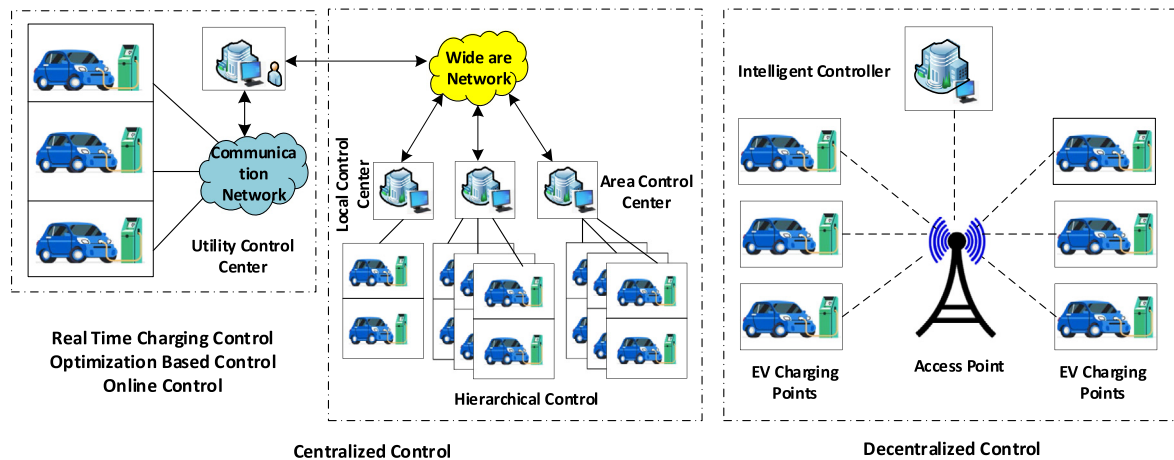 Communica
tion
Network
Utility Control
Center
Real Time Charging Control
Optimization Based Control
Online Control
Wide are
Network
Local Control
Center
Area Control
Center
Hierarchical Control
Centralized Control
Intelligent Controller
EV Charging
Points
Access Point
EV Charging
Points
Decentralized Control